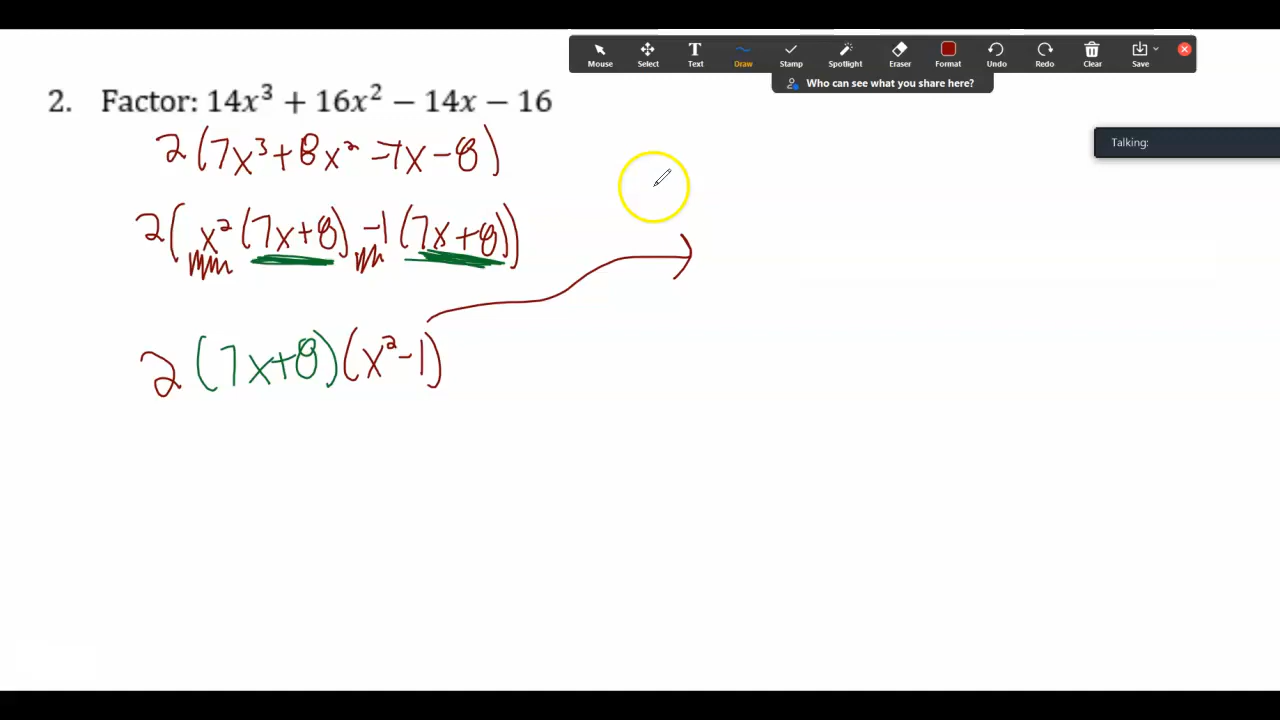 Mouse Select Text Draw Stamp Spotlight Eraser Format Undo Redo Clear Save
Who can see what you share here?
2. Factor: 14x³ + 16x² − 14x − 16
Talking:
2(7x³+8x² −7x−8)
2(x²(7x+8) −1(7x+8))
2(7x+8)(x²−1)